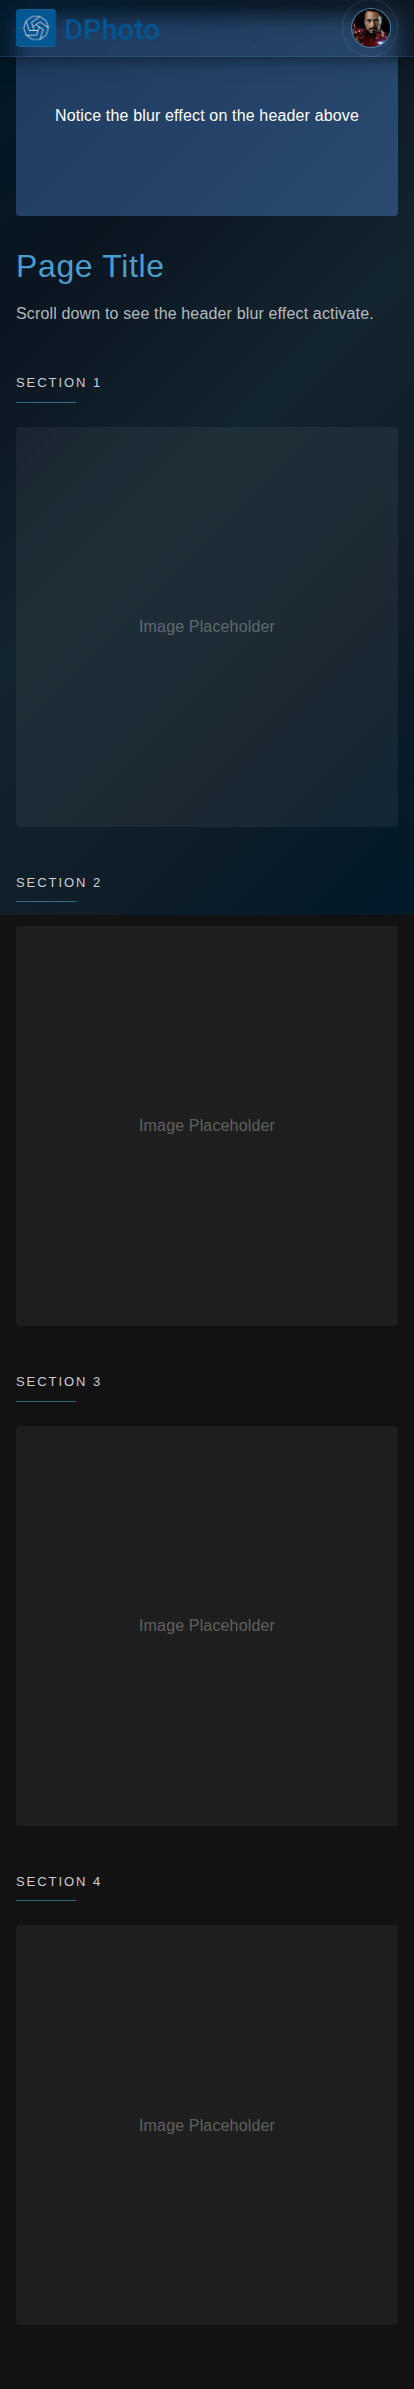 DPhoto
Notice the blur effect on the header above
Page Title
Scroll down to see the header blur effect activate.
SECTION 1
Image Placeholder
SECTION 2
Image Placeholder
SECTION 3
Image Placeholder
SECTION 4
Image Placeholder